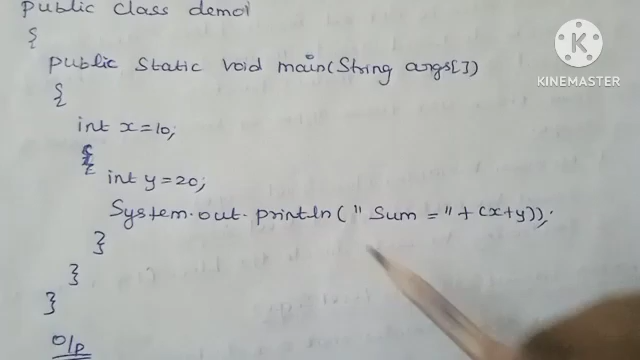 public class demo1
{
public static void main(String args[])
{
int x=10;
{
int y=20;
System.out.println(" Sum = "+(x+y));
}
}
}
O/p
K
KINEMASTER